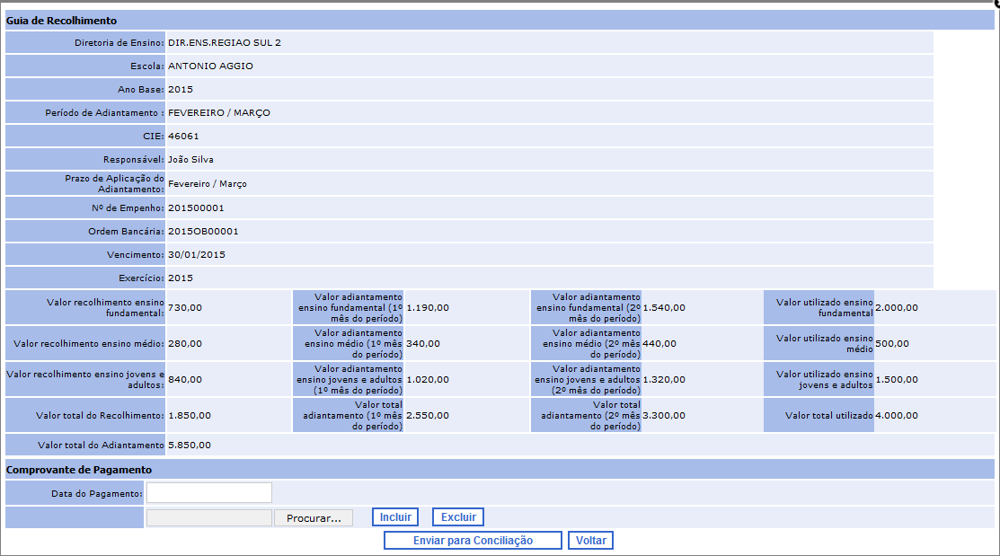 Guia de Recolhimento
Diretoria de Ensino: DIR.ENS.REGIAO SUL 2
Escola: ANTONIO AGGIO
Ano Base: 2015
Período de Adiantamento : FEVEREIRO / MARÇO
CIE: 46061
Responsável: João Silva
Prazo de Aplicação do
Adiantamento: Fevereiro / Março
Nº de Empenho: 201500001
Ordem Bancária: 2015OB00001
Vencimento: 30/01/2015
Exercício: 2015
Valor recolhimento ensino
fundamental: 730,00
Valor adiantamento
ensino fundamental (1º
mês do período) 1.190,00
Valor adiantamento
ensino fundamental (2º
mês do período) 1.540,00
Valor utilizado ensino
fundamental 2.000,00
Valor recolhimento ensino médio: 280,00
Valor adiantamento
ensino médio (1º mês
do período) 340,00
Valor adiantamento
ensino médio (2º mês
do período) 440,00
Valor utilizado ensino
médio 500,00
Valor recolhimento ensino jovens e
adultos: 840,00
Valor adiantamento
ensino jovens e adultos
(1º mês do período) 1.020,00
Valor adiantamento
ensino jovens e adultos
(2º mês do período) 1.320,00
Valor utilizado ensino
jovens e adultos 1.500,00
Valor total do Recolhimento: 1.850,00
Valor total
adiantamento (1º mês
do período) 2.550,00
Valor total
adiantamento (2º mês
do período) 3.300,00
Valor total utilizado 4.000,00
Valor total do Adiantamento 5.850,00
Comprovante de Pagamento
Data do Pagamento:
Procurar... Incluir Excluir
Enviar para Conciliação Voltar